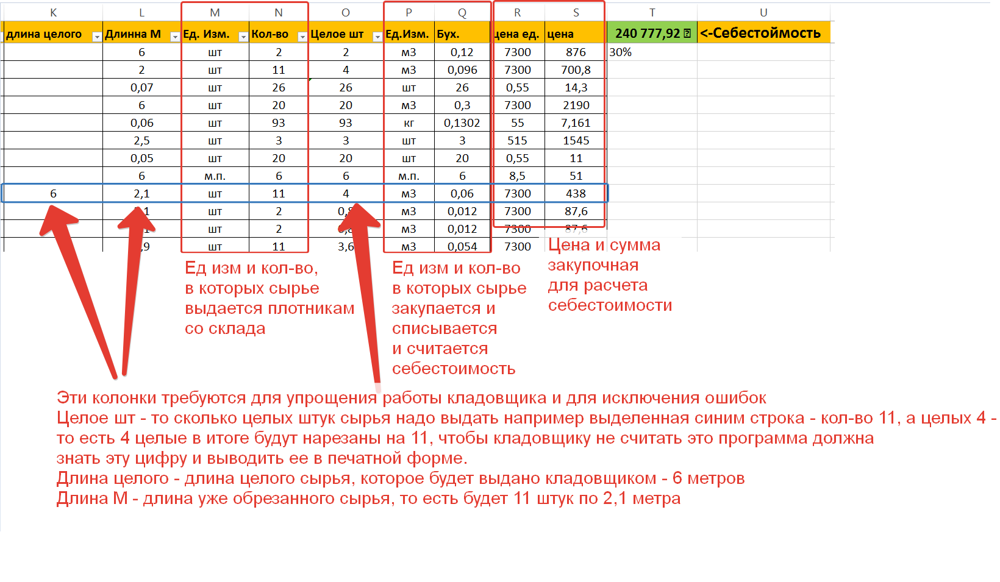 K L M N O P Q R S T U
длина целого Длинна М Ед. Изм. Кол-во Целое шт Ед.Изм. Бух. цена ед. цена 240 777,92 <-Себестоймость
6 шт 2 2 м3 0,12 7300 876 30%
2 шт 11 4 м3 0,096 7300 700,8
0,07 шт 26 26 шт 26 0,55 14,3
6 шт 20 20 м3 0,3 7300 2190
0,06 шт 93 93 кг 0,1302 55 7,161
2,5 шт 3 3 шт 3 515 1545
0,05 шт 20 20 шт 20 0,55 11
6 м.п. 6 6 м.п. 6 8,5 51
6 2,1 шт 11 4 м3 0,06 7300 438
шт 2 м3 0,012 7300 87,6
шт 2 м3 0,012 7300 87,6
шт 11 3,6 м3 0,054 7300
Ед изм и кол-во,
в которых сырье
выдается плотникам
со склада
Ед изм и кол-во
в которых сырье
закупается и
списывается
и считается
себестоимость
Цена и сумма
закупочная
для расчета
себестоимости
Эти колонки требуются для упрощения работы кладовщика и для исключения ошибок
Целое шт - то сколько целых штук сырья надо выдать например выделенная синим строка - кол-во 11, а целых 4 -
то есть 4 целые в итоге будут нарезаны на 11, чтобы кладовщику не считать это программа должна
знать эту цифру и выводить ее в печатной форме.
Длина целого - длина целого сырья, которое будет выдано кладовщиком - 6 метров
Длина М - длина уже обрезанного сырья, то есть будет 11 штук по 2,1 метра